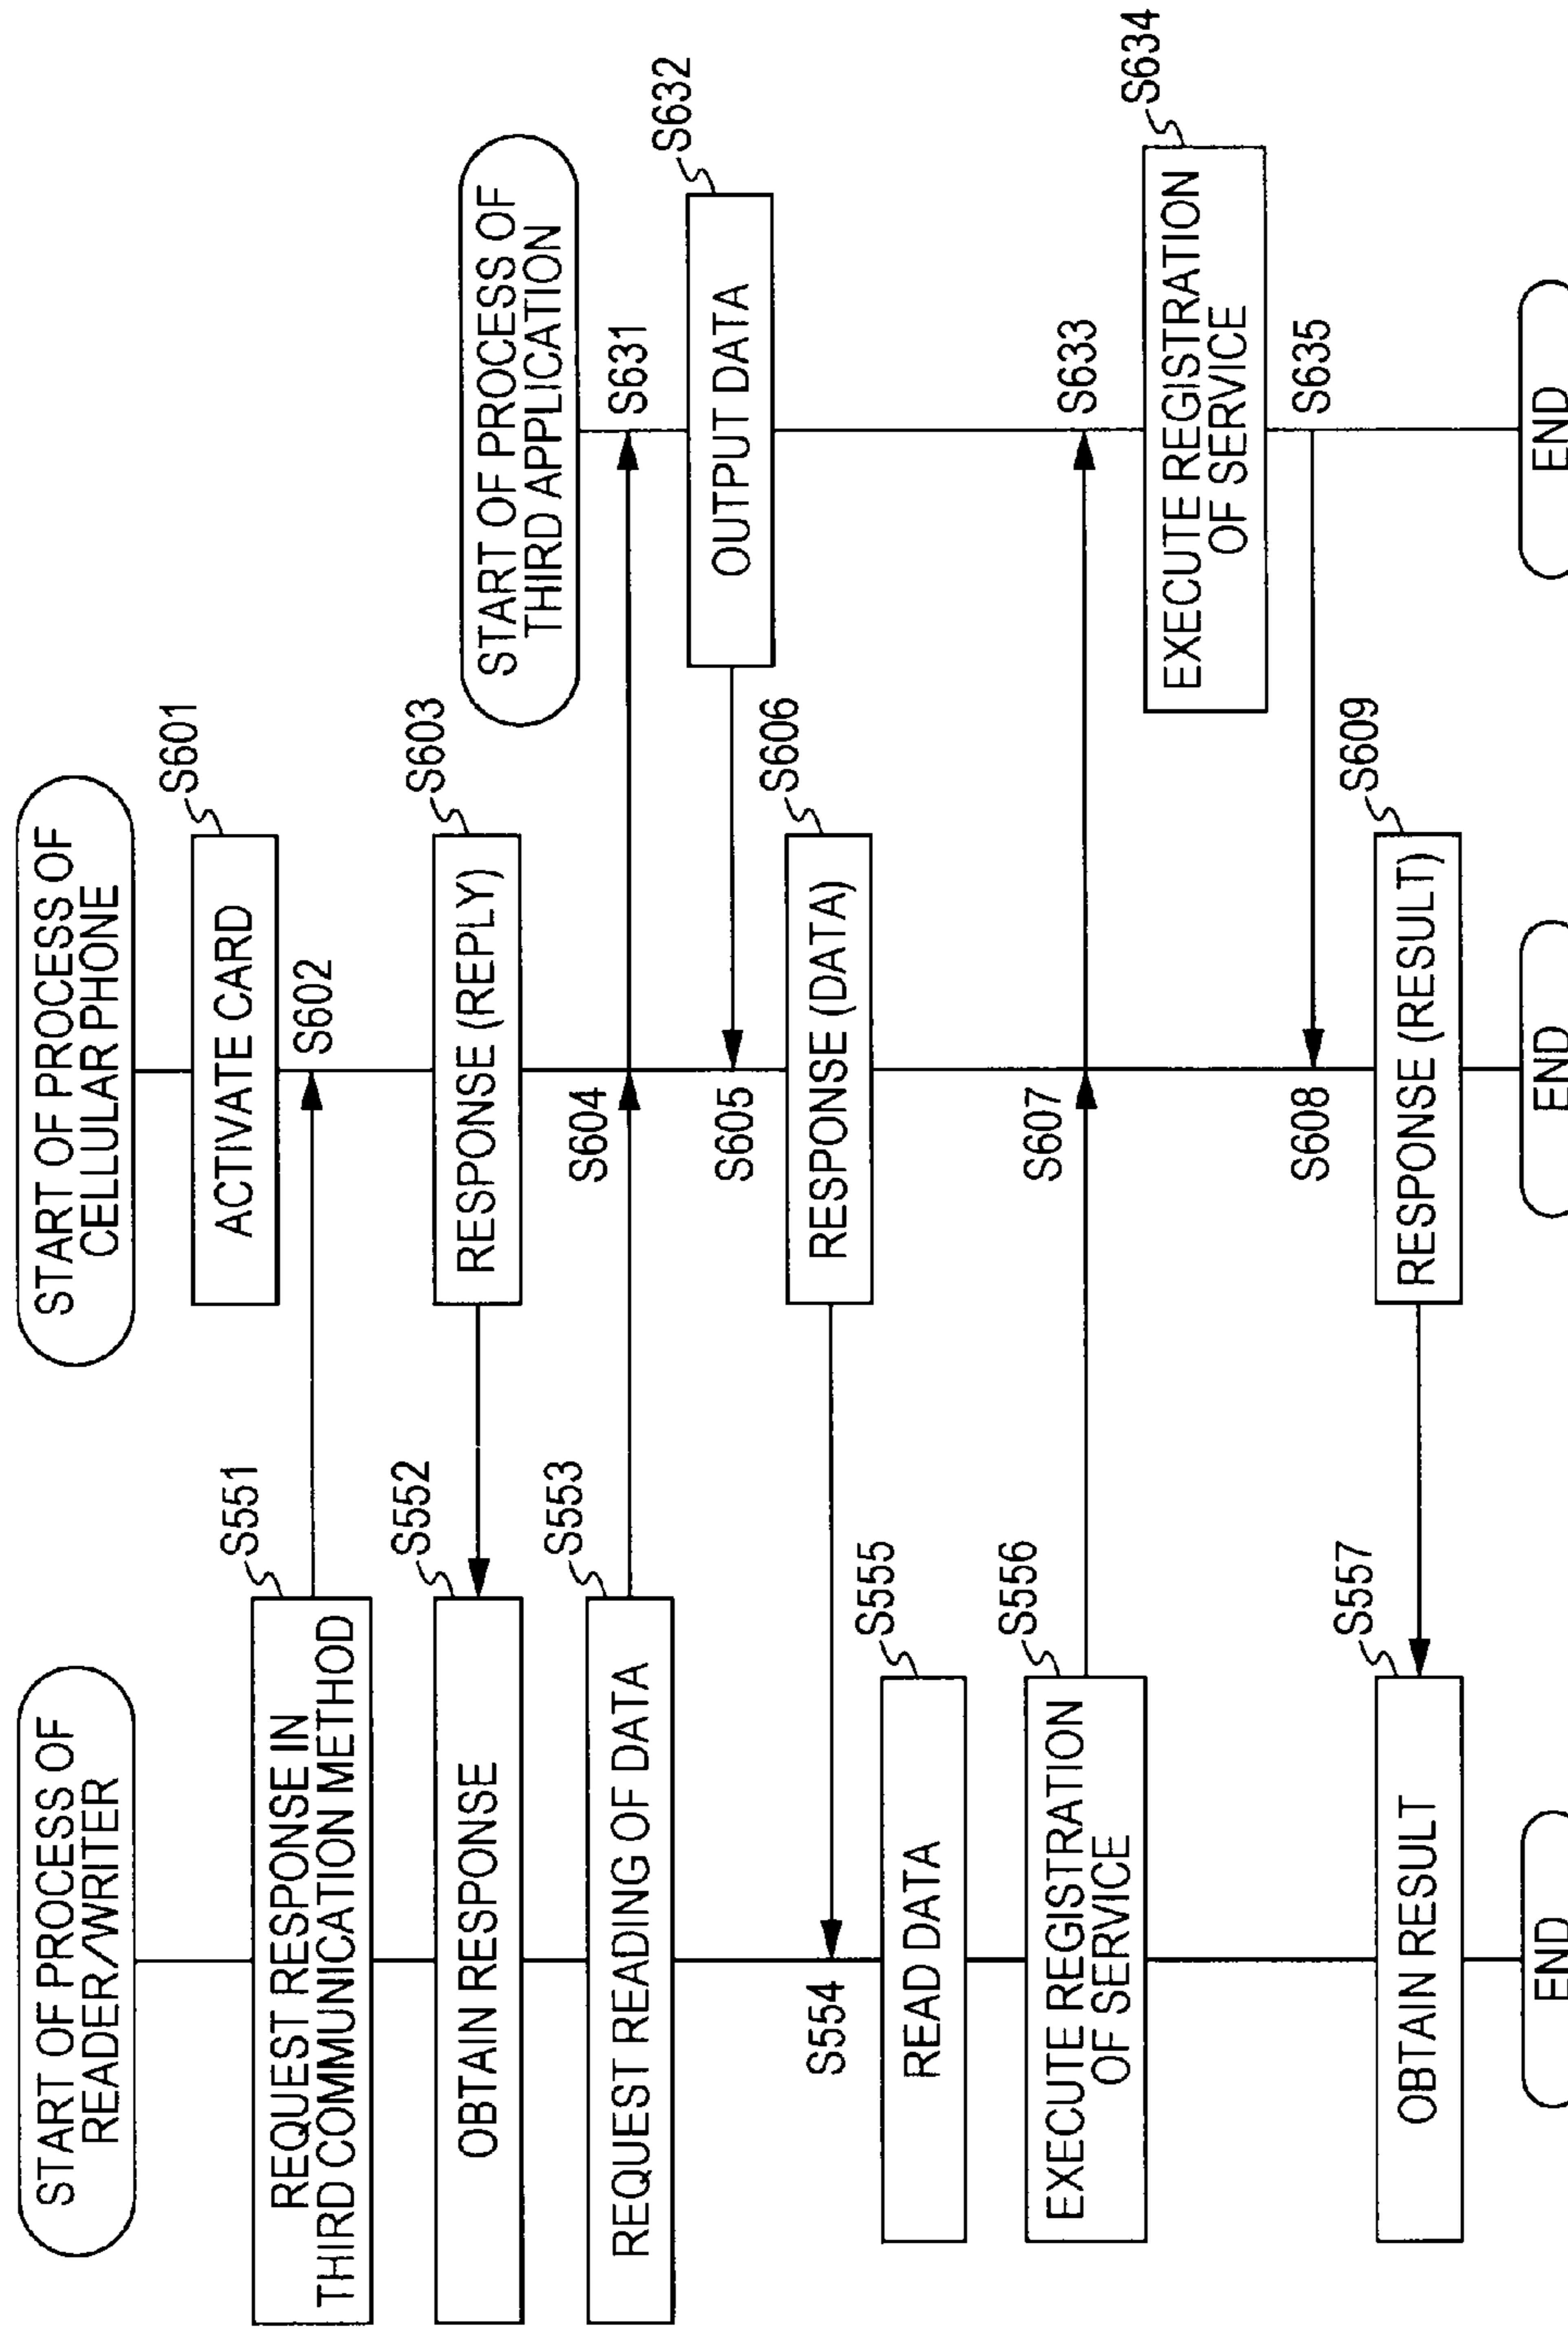 START OF PROCESS OF
READER/WRITER
REQUEST RESPONSE IN
THIRD COMMUNICATION METHOD
S551
OBTAIN RESPONSE
S552
REQUEST READING OF DATA
S553
S554
READ DATA
S555
EXECUTE REGISTRATION
OF SERVICE
S556
OBTAIN RESULT
S557
END
START OF PROCESS OF
CELLULAR PHONE
ACTIVATE CARD
S601
S602
RESPONSE (REPLY)
S603
S604
S605
RESPONSE (DATA)
S606
S607
S608
RESPONSE (RESULT)
S609
END
START OF PROCESS OF
THIRD APPLICATION
S631
OUTPUT DATA
S632
S633
EXECUTE REGISTRATION
OF SERVICE
S634
S635
END